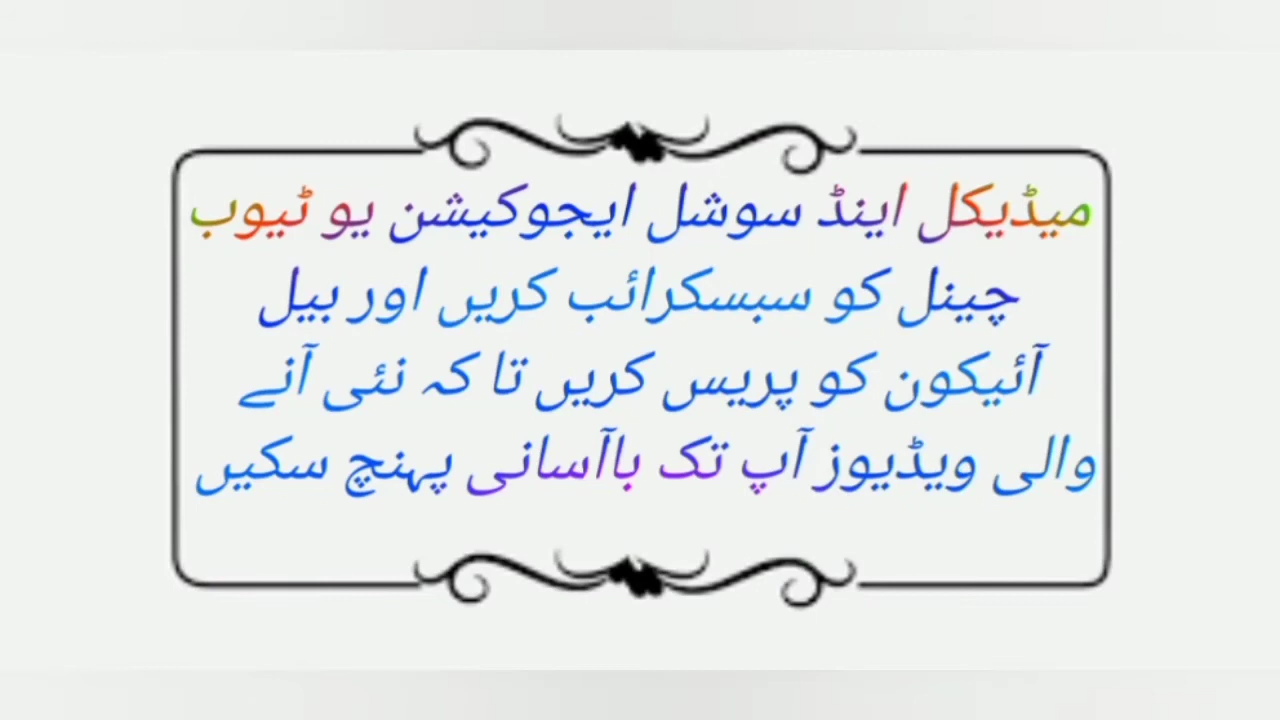 میڈیکل اینڈ سوشل ایجوکیشن یو ٹیوب
چینل کو سبسکرائب کریں اور بیل
آئیکون کو پریس کریں تا کہ نئی آنے
والی ویڈیوز آپ تک باآسانی پہنچ سکیں